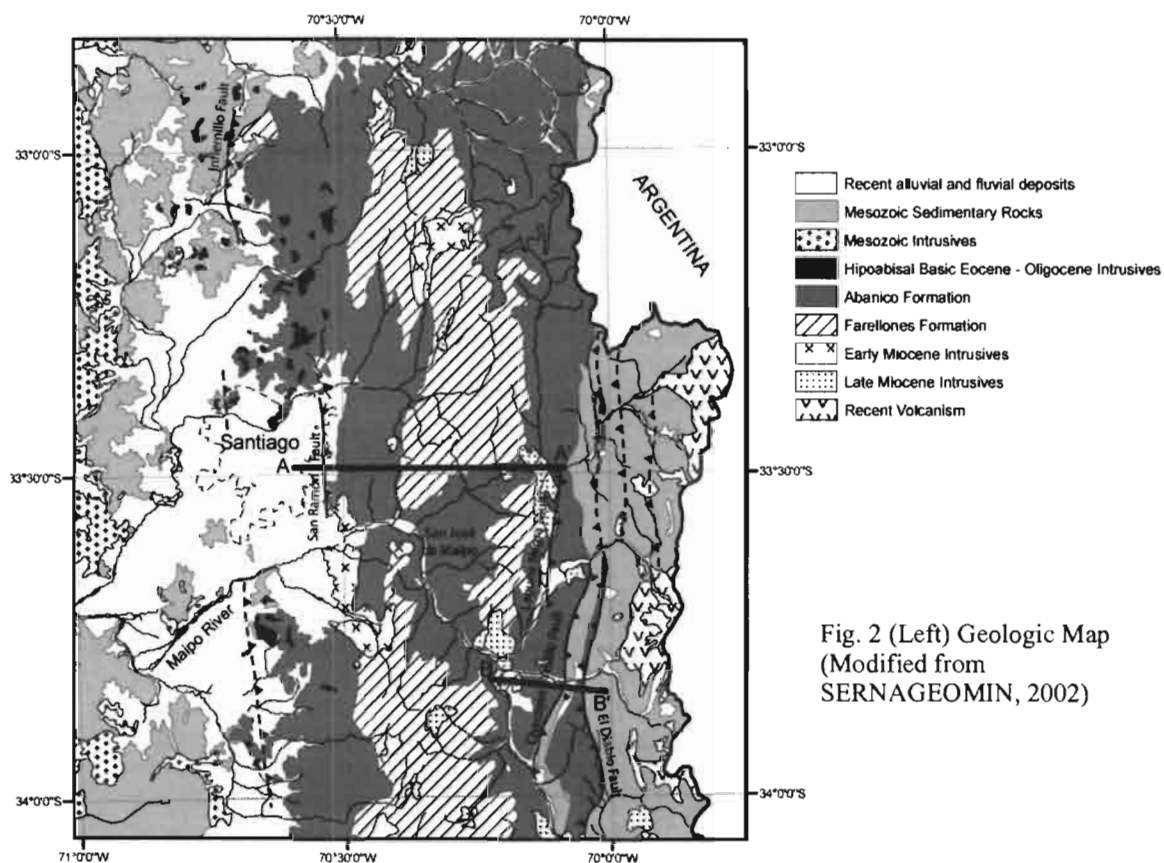 70°30'0"W
70°0'0"W
33°0'0"S
33°0'0"S
Infiernillo Fault
ARGENTINA
Recent alluvial and fluvial deposits
Mesozoic Sedimentary Rocks
Mesozoic Intrusives
Hipoabisal Basic Eocene - Oligocene Intrusives
Abanico Formation
Farellones Formation
Early Miocene Intrusives
Late Miocene Intrusives
Recent Volcanism
Santiago
A
A'
33°30'0"S
33°30'0"S
San Ramón Fault
San José
de Maipo
Maipo River
B
El Diablo Fault
Fig. 2 (Left) Geologic Map
(Modified from
SERNAGEOMIN, 2002)
34°0'0"S
34°0'0"S
71°0'0"W
70°30'0"W
70°0'0"W